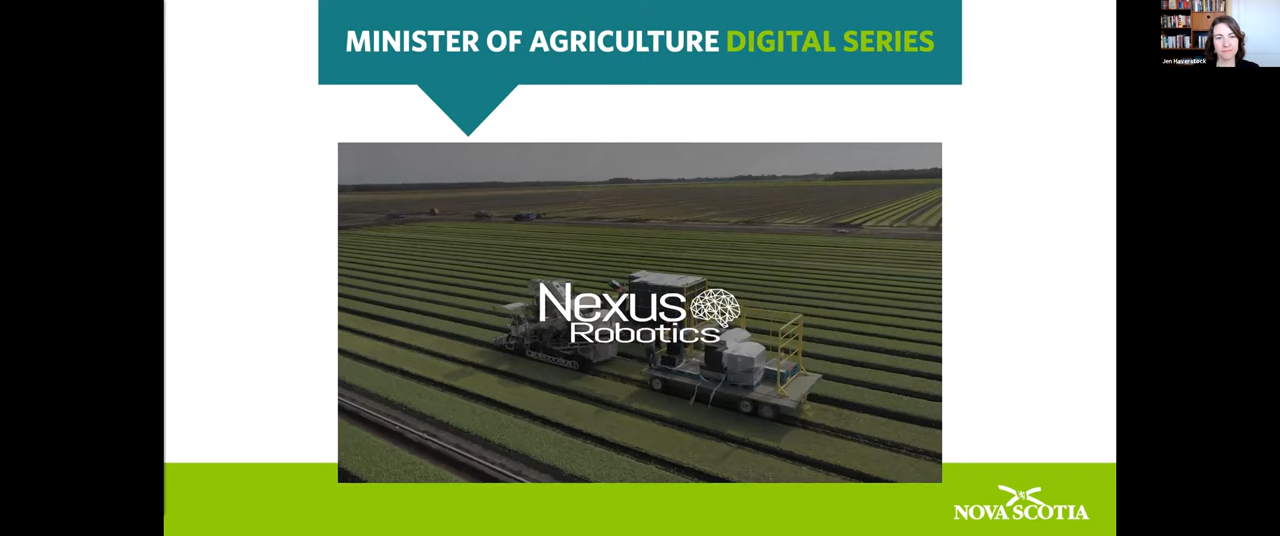 MINISTER OF AGRICULTURE DIGITAL SERIES
Jen Haverstock
Nexus
Robotics
NOVA SCOTIA